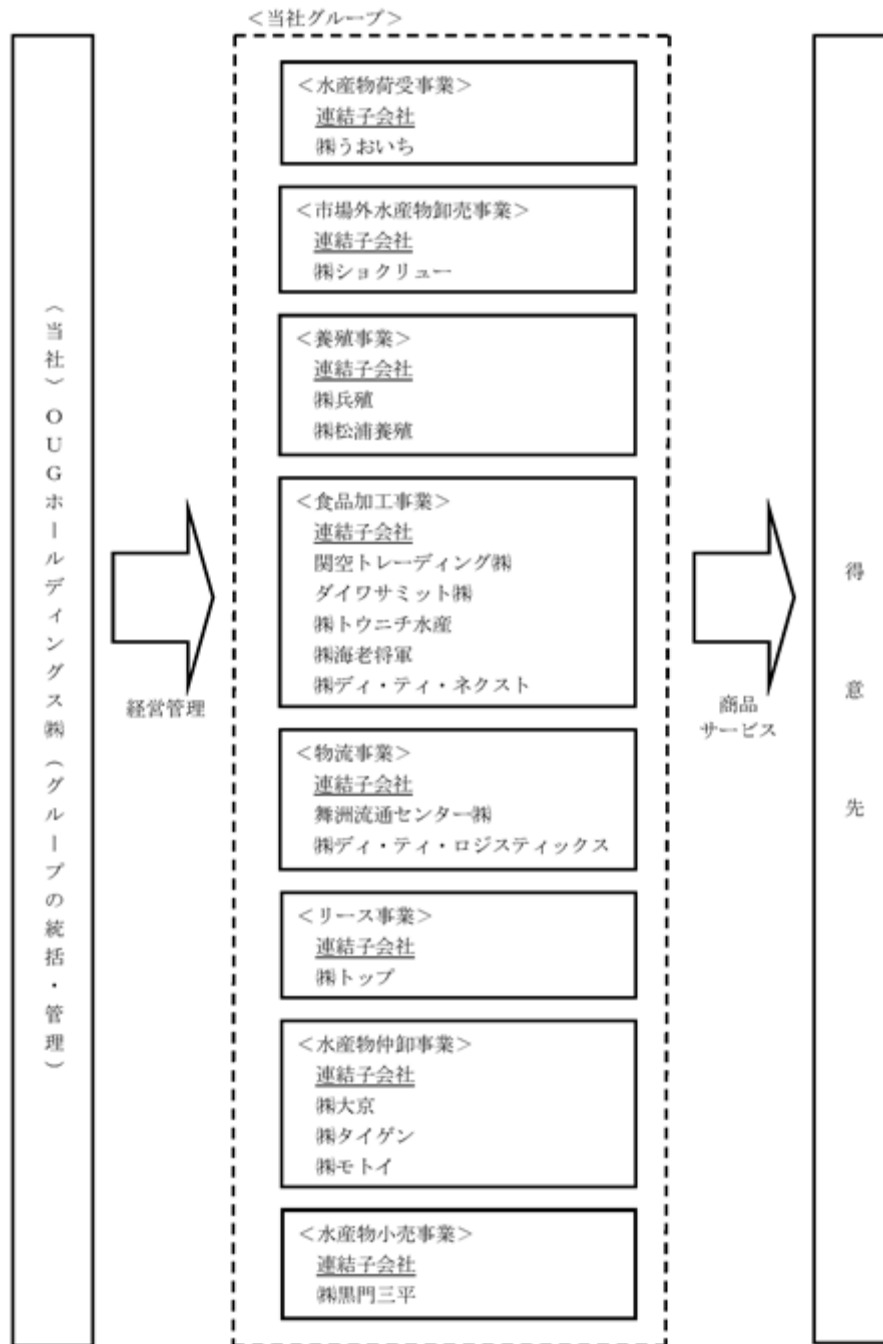 ＜当社グループ＞
（当社）ＯＵＧホールディングス㈱（グループの統括・管理）
経営管理
＜水産物荷受事業＞
連結子会社
㈱うおいち
＜市場外水産物卸売事業＞
連結子会社
㈱ショクリュー
＜養殖事業＞
連結子会社
㈱兵殖
㈱松浦養殖
＜食品加工事業＞
連結子会社
関空トレーディング㈱
ダイワサミット㈱
㈱トウニチ水産
㈱海老将軍
㈱ディ・ティ・ネクスト
＜物流事業＞
連結子会社
舞洲流通センター㈱
㈱ディ・ティ・ロジスティックス
＜リース事業＞
連結子会社
㈱トップ
＜水産物仲卸事業＞
連結子会社
㈱大京
㈱タイゲン
㈱モトイ
＜水産物小売事業＞
連結子会社
㈱黒門三平
商品
サービス
得意先